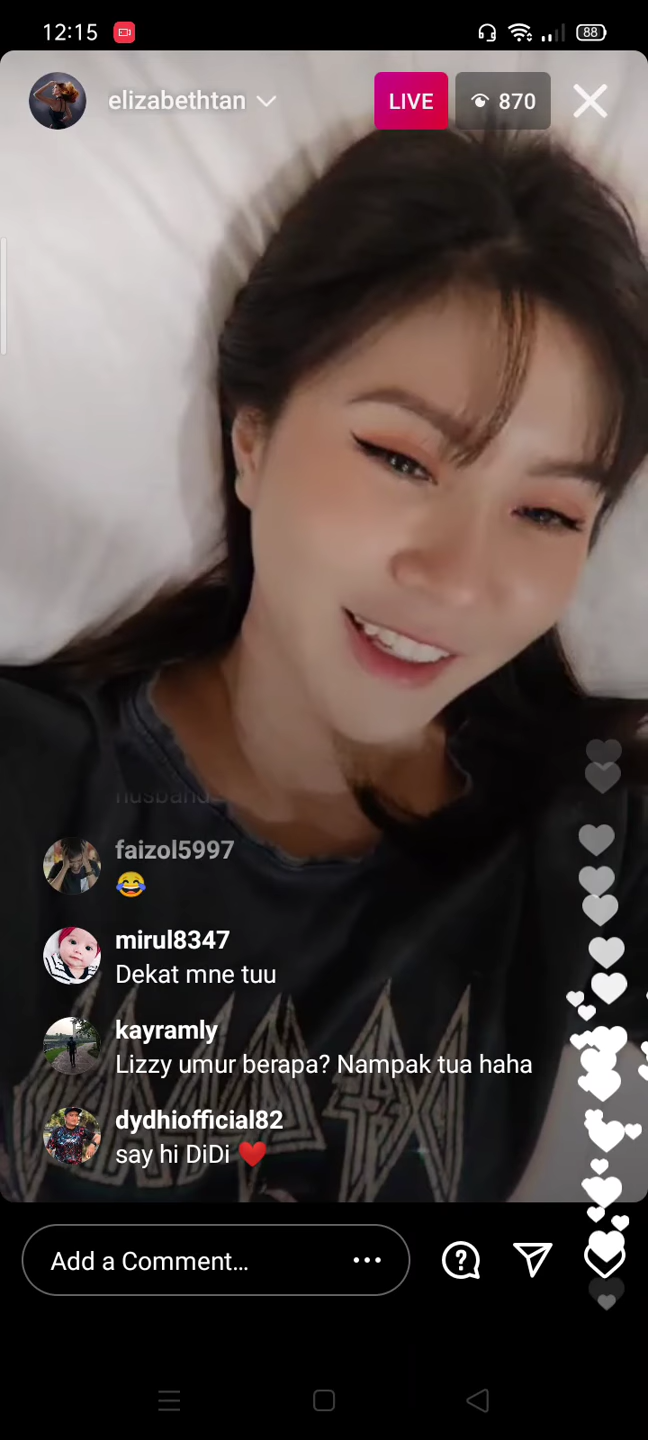 12:15
88
elizabethtan
LIVE
870
husband
faizol5997
😂
mirul8347
Dekat mne tuu
kayramly
Lizzy umur berapa? Nampak tua haha
dydhiofficial82
say hi DiDi ❤️
Add a Comment...